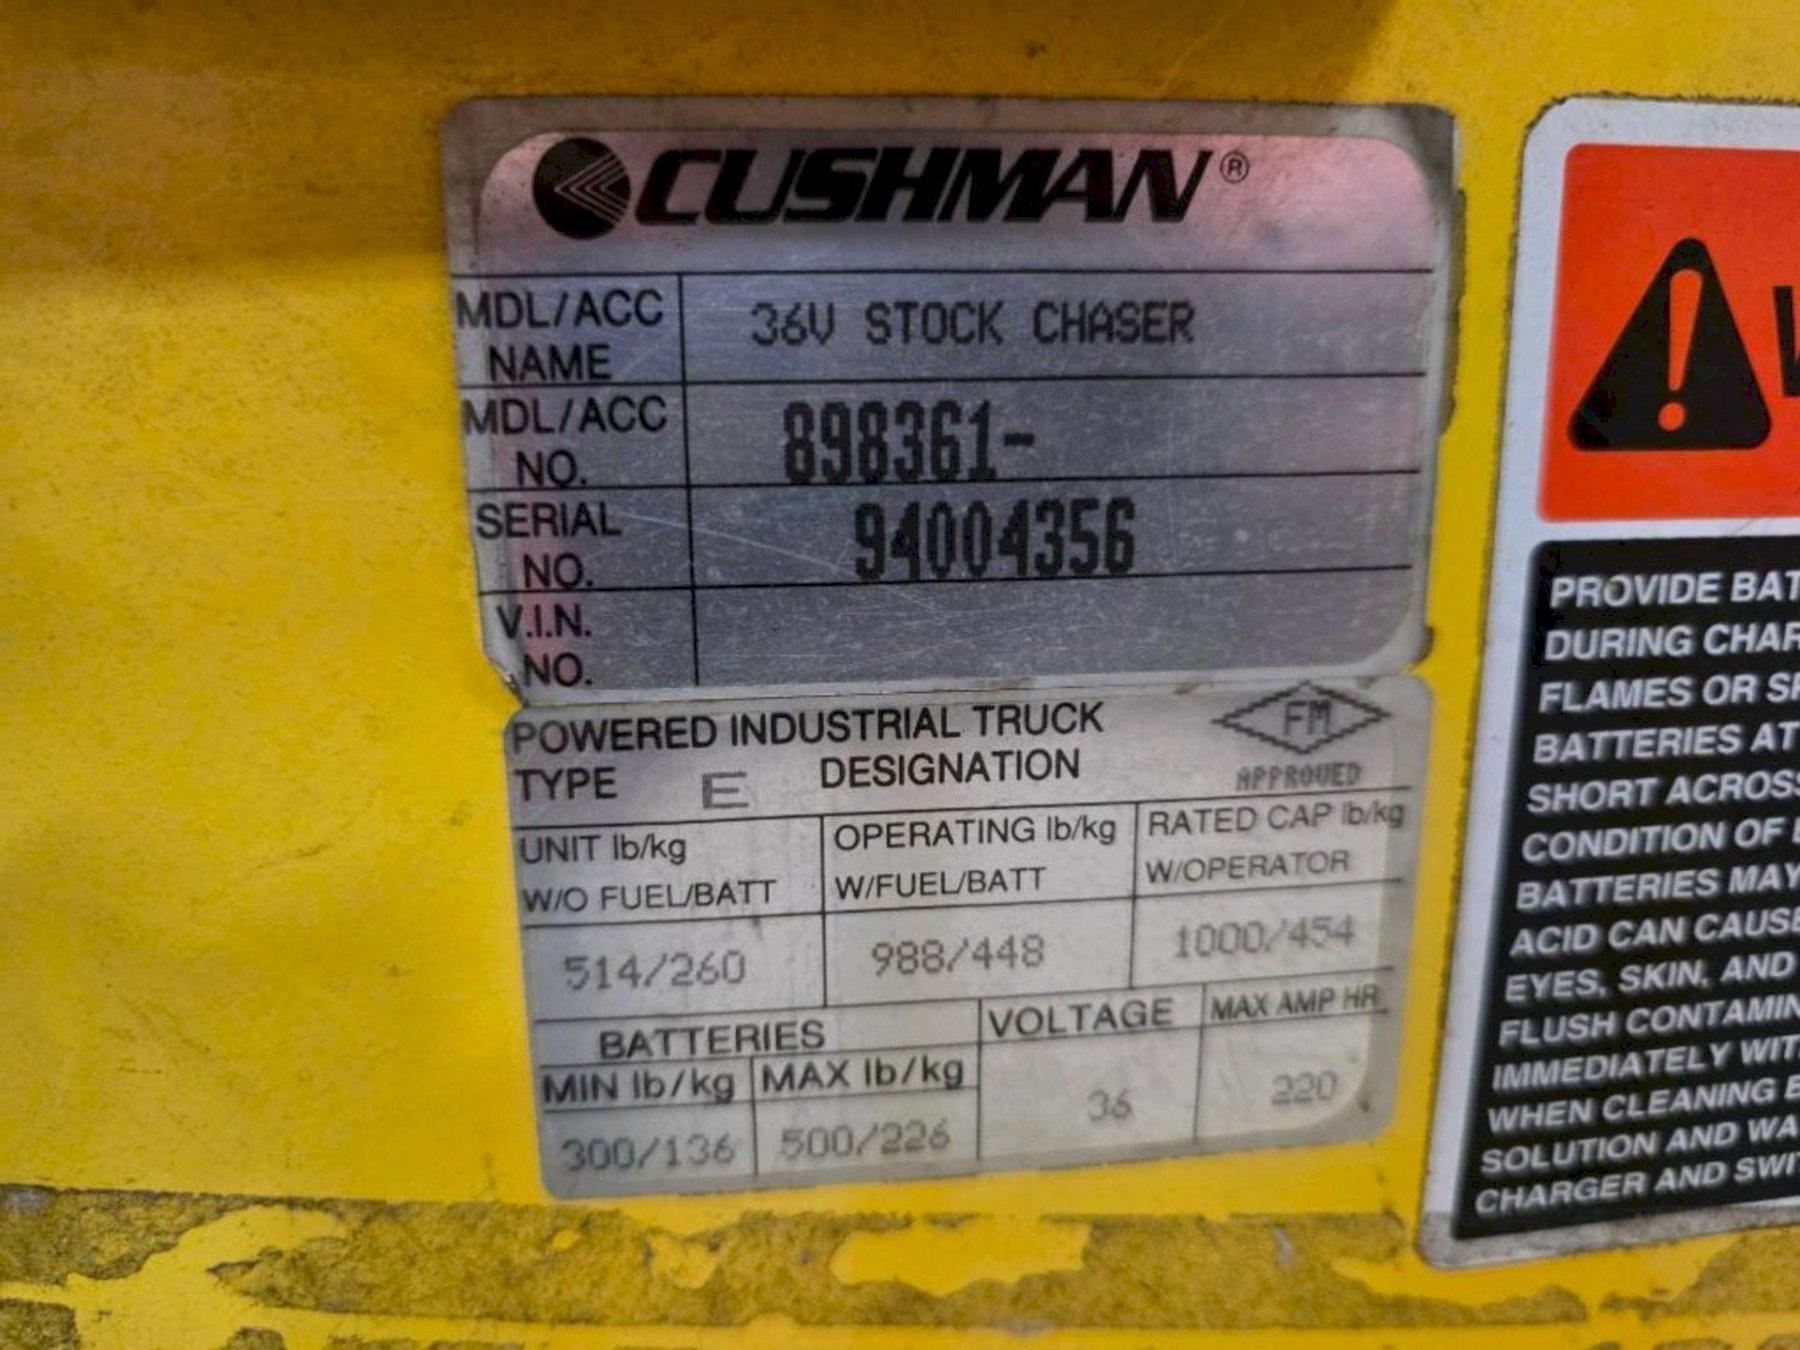 CUSHMAN®
MDL/ACC NAME 36V STOCK CHASER
MDL/ACC NO. 898361-
SERIAL NO. 94004356
V.I.N. NO.
POWERED INDUSTRIAL TRUCK
TYPE E DESIGNATION
FM
APPROVED
UNIT lb/kg
W/O FUEL/BATT
OPERATING lb/kg
W/FUEL/BATT
RATED CAP lb/kg
W/OPERATOR
514/260
988/448
1000/454
BATTERIES
VOLTAGE
MAX AMP HR
MIN lb/kg
MAX lb/kg
300/136
500/226
36
220
PROVIDE BAT
DURING CHAR
FLAMES OR SP
BATTERIES AT
SHORT ACROSS
CONDITION OF
BATTERIES MAY
ACID CAN CAUSE
EYES, SKIN, AND
FLUSH CONTAMIN
IMMEDIATELY WIT
WHEN CLEANING
SOLUTION AND WA
CHARGER AND SWIT